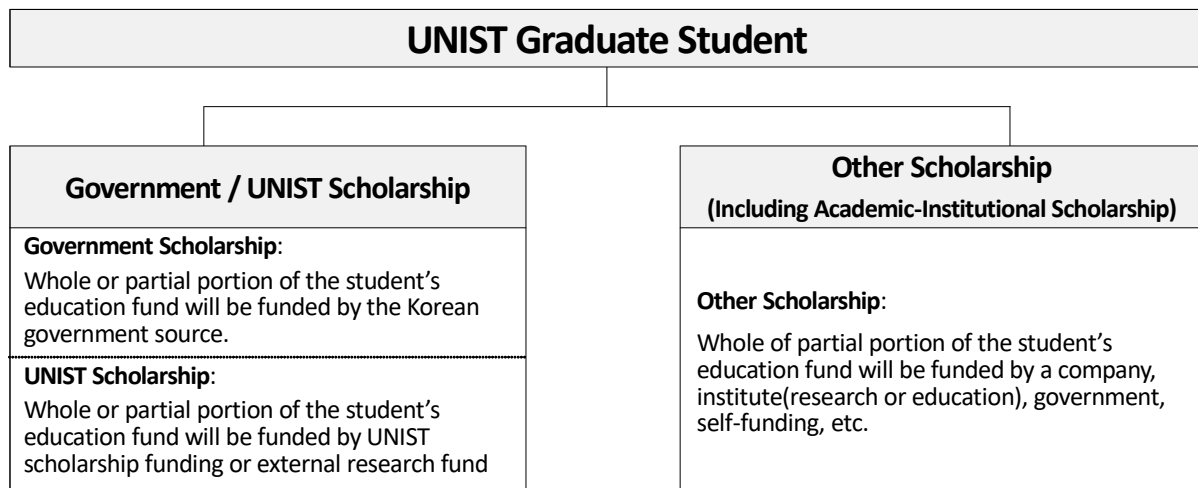 UNIST Graduate Student
Government / UNIST Scholarship
Government Scholarship:
Whole or partial portion of the student's
education fund will be funded by the Korean
government source.
UNIST Scholarship:
Whole or partial portion of the student's
education fund will be funded by UNIST
scholarship funding or external research fund
Other Scholarship
(Including Academic-Institutional Scholarship)
Other Scholarship:
Whole of partial portion of the student's
education fund will be funded by a company,
institute(research or education), government,
self-funding, etc.